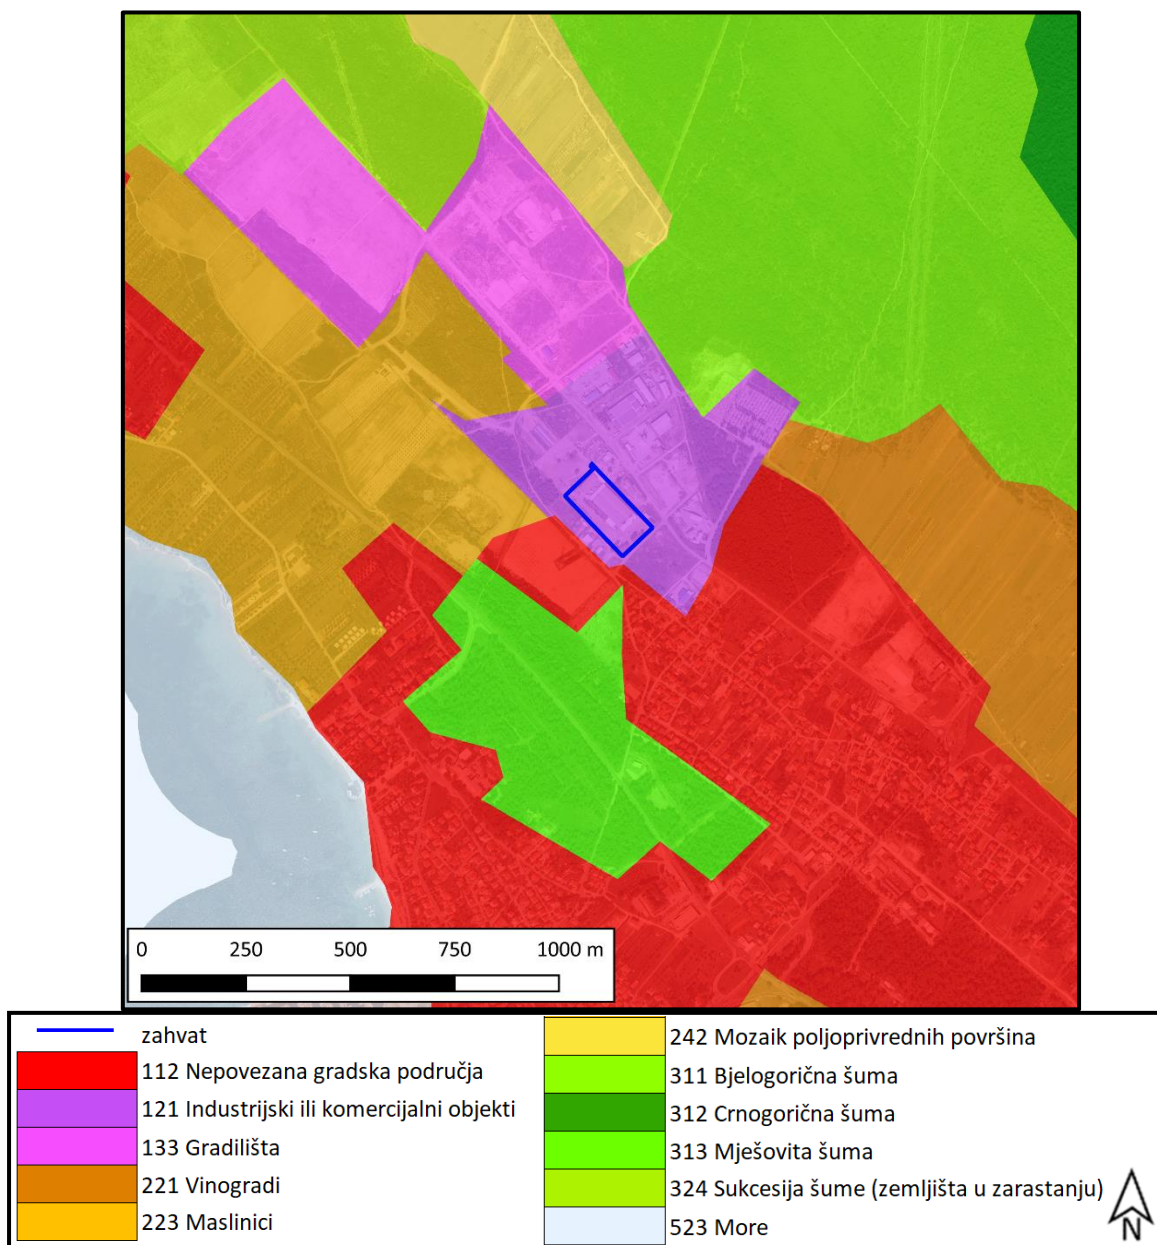 0 250 500 750 1000 m
zahvat
112 Nepovezana gradska područja
121 Industrijski ili komercijalni objekti
133 Gradilišta
221 Vinogradi
223 Maslinici
242 Mozaik poljoprivrednih površina
311 Bjelogorična šuma
312 Crnogorična šuma
313 Mješovita šuma
324 Sukcesija šume (zemljišta u zarastanju)
523 More
N